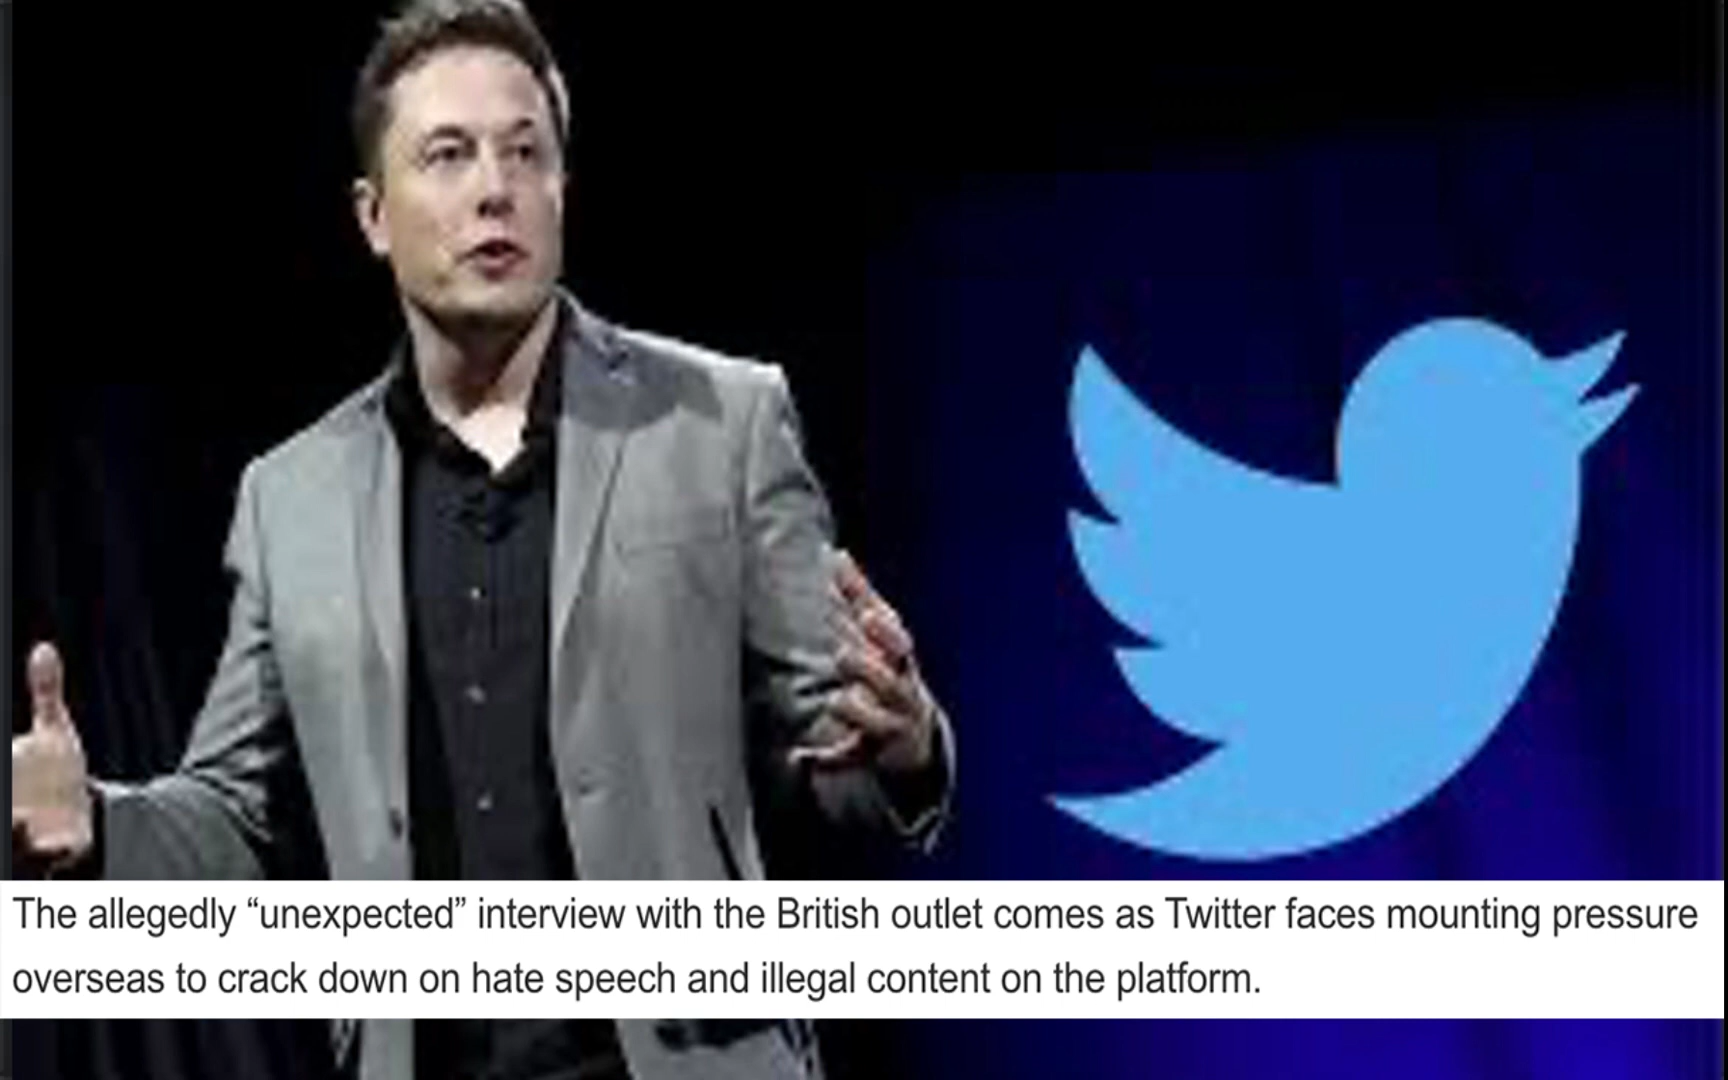 The allegedly “unexpected” interview with the British outlet comes as Twitter faces mounting pressure
overseas to crack down on hate speech and illegal content on the platform.